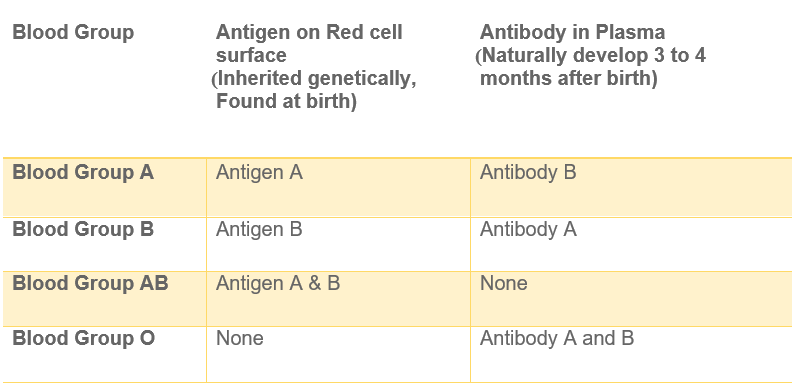 Blood Group
Antigen on Red cell
surface
(Inherited genetically,
Found at birth)
Antibody in Plasma
(Naturally develop 3 to 4
months after birth)
Blood Group A
Antigen A
Antibody B
Blood Group B
Antigen B
Antibody A
Blood Group AB
Antigen A & B
None
Blood Group O
None
Antibody A and B